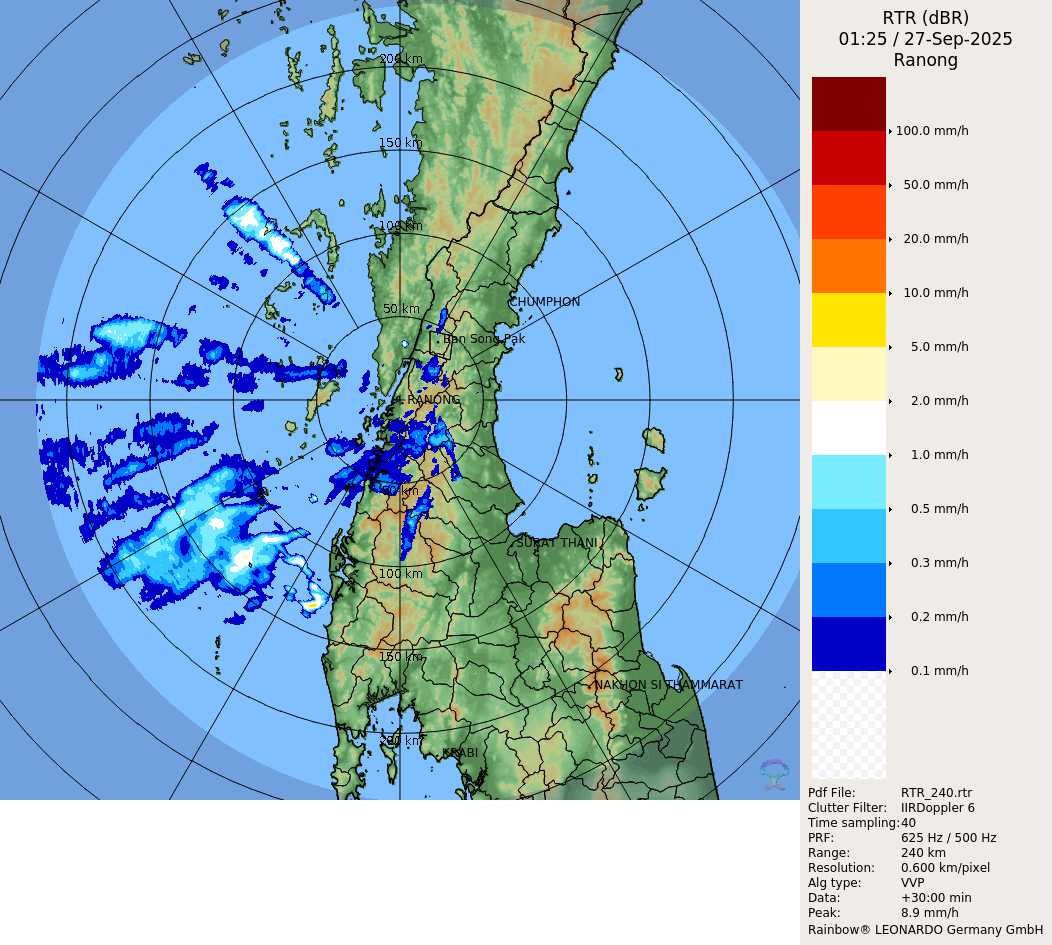 RTR (dBR)
01:25 / 27-Sep-2025
Ranong
200 km
150 km
100 km
50 km
CHUMPHON
Ban Song Pak
RANONG
50 km
SURAT THANI
100 km
150 km
NAKHON SI THAMMARAT
200 km
KRABI
100.0 mm/h
50.0 mm/h
20.0 mm/h
10.0 mm/h
5.0 mm/h
2.0 mm/h
1.0 mm/h
0.5 mm/h
0.3 mm/h
0.2 mm/h
0.1 mm/h
Pdf File: RTR_240.rtr
Clutter Filter: IIRDoppler 6
Time sampling:40
PRF: 625 Hz / 500 Hz
Range: 240 km
Resolution: 0.600 km/pixel
Alg type: VVP
Data: +30:00 min
Peak: 8.9 mm/h
Rainbow® LEONARDO Germany GmbH